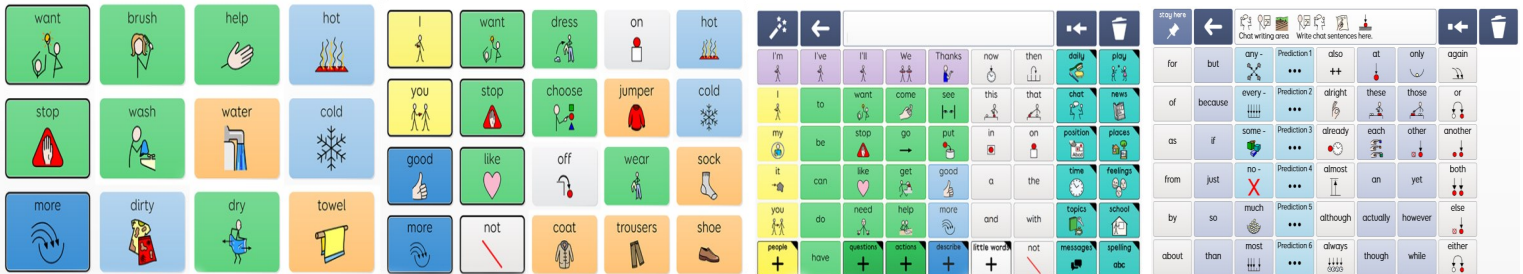 want brush help hot
stop wash water cold
more dirty dry towel
I want dress on hot
you stop choose jumper cold
good like off wear sock
more not coat trousers shoe
I'm I've I'll We Thanks now then daily play
I to want come see this that chat news
my be stop go put in on position places
it can like get good a the time feelings
you do need help more and with topics school
people have questions actions describe little words not messages spelling
abc
stay here
Chat writing area Write chat sentences here.
for but any - Prediction 1 also at only again
of because every - Prediction 2 alright these those or
as if some - Prediction 3 already each other another
from just no - Prediction 4 almost an yet both
by so much Prediction 5 although actually however else
about than most Prediction 6 always though while either